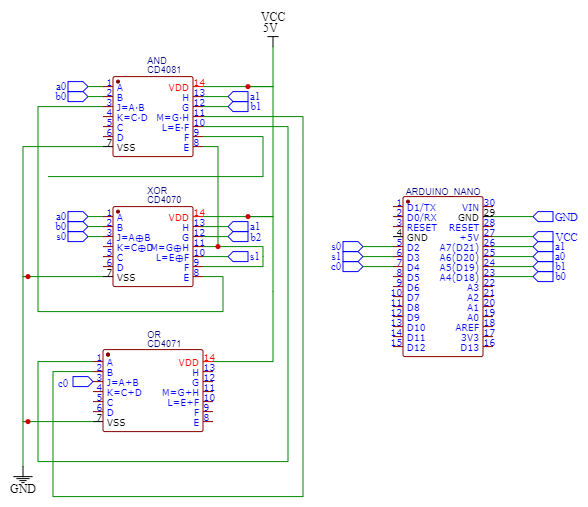 VCC
5V
AND
CD4081
a0 1 A VDD 14
b0 2 B H 13 a1
3 J=A·B G 12 b1
4 K=C·D M=G·H 11
5 C L=E·F 10
6 D F 9
7 VSS E 8
XOR
CD4070
a0 1 A VDD 14
b0 2 B H 13 a1
s0 3 J=A⊕B G 12 b2
4 K=C⊕D M=G⊕H 11
5 C L=E⊕F 10 s1
6 D F 9
7 VSS E 8
OR
CD4071
1 A VDD 14
2 B H 13
c0 3 J=A+B G 12
4 K=C+D M=G+H 11
5 C L=E+F 10
6 D F 9
7 VSS E 8
GND
ARDUINO NANO
1 D1/TX VIN 30
2 D0/RX GND 29 GND
3 RESET RESET 28
4 GND +5V 27 VCC
s0 5 D2 A7(D21) 26 a1
s1 6 D3 A6(D20) 25 a0
c0 7 D4 A5(D19) 24 b1
8 D5 A4(D18) 23 b0
9 D6 A3 22
10 D7 A2 21
11 D8 A1 20
12 D9 A0 19
13 D10 AREF 18
14 D11 3V3 17
15 D12 D13 16